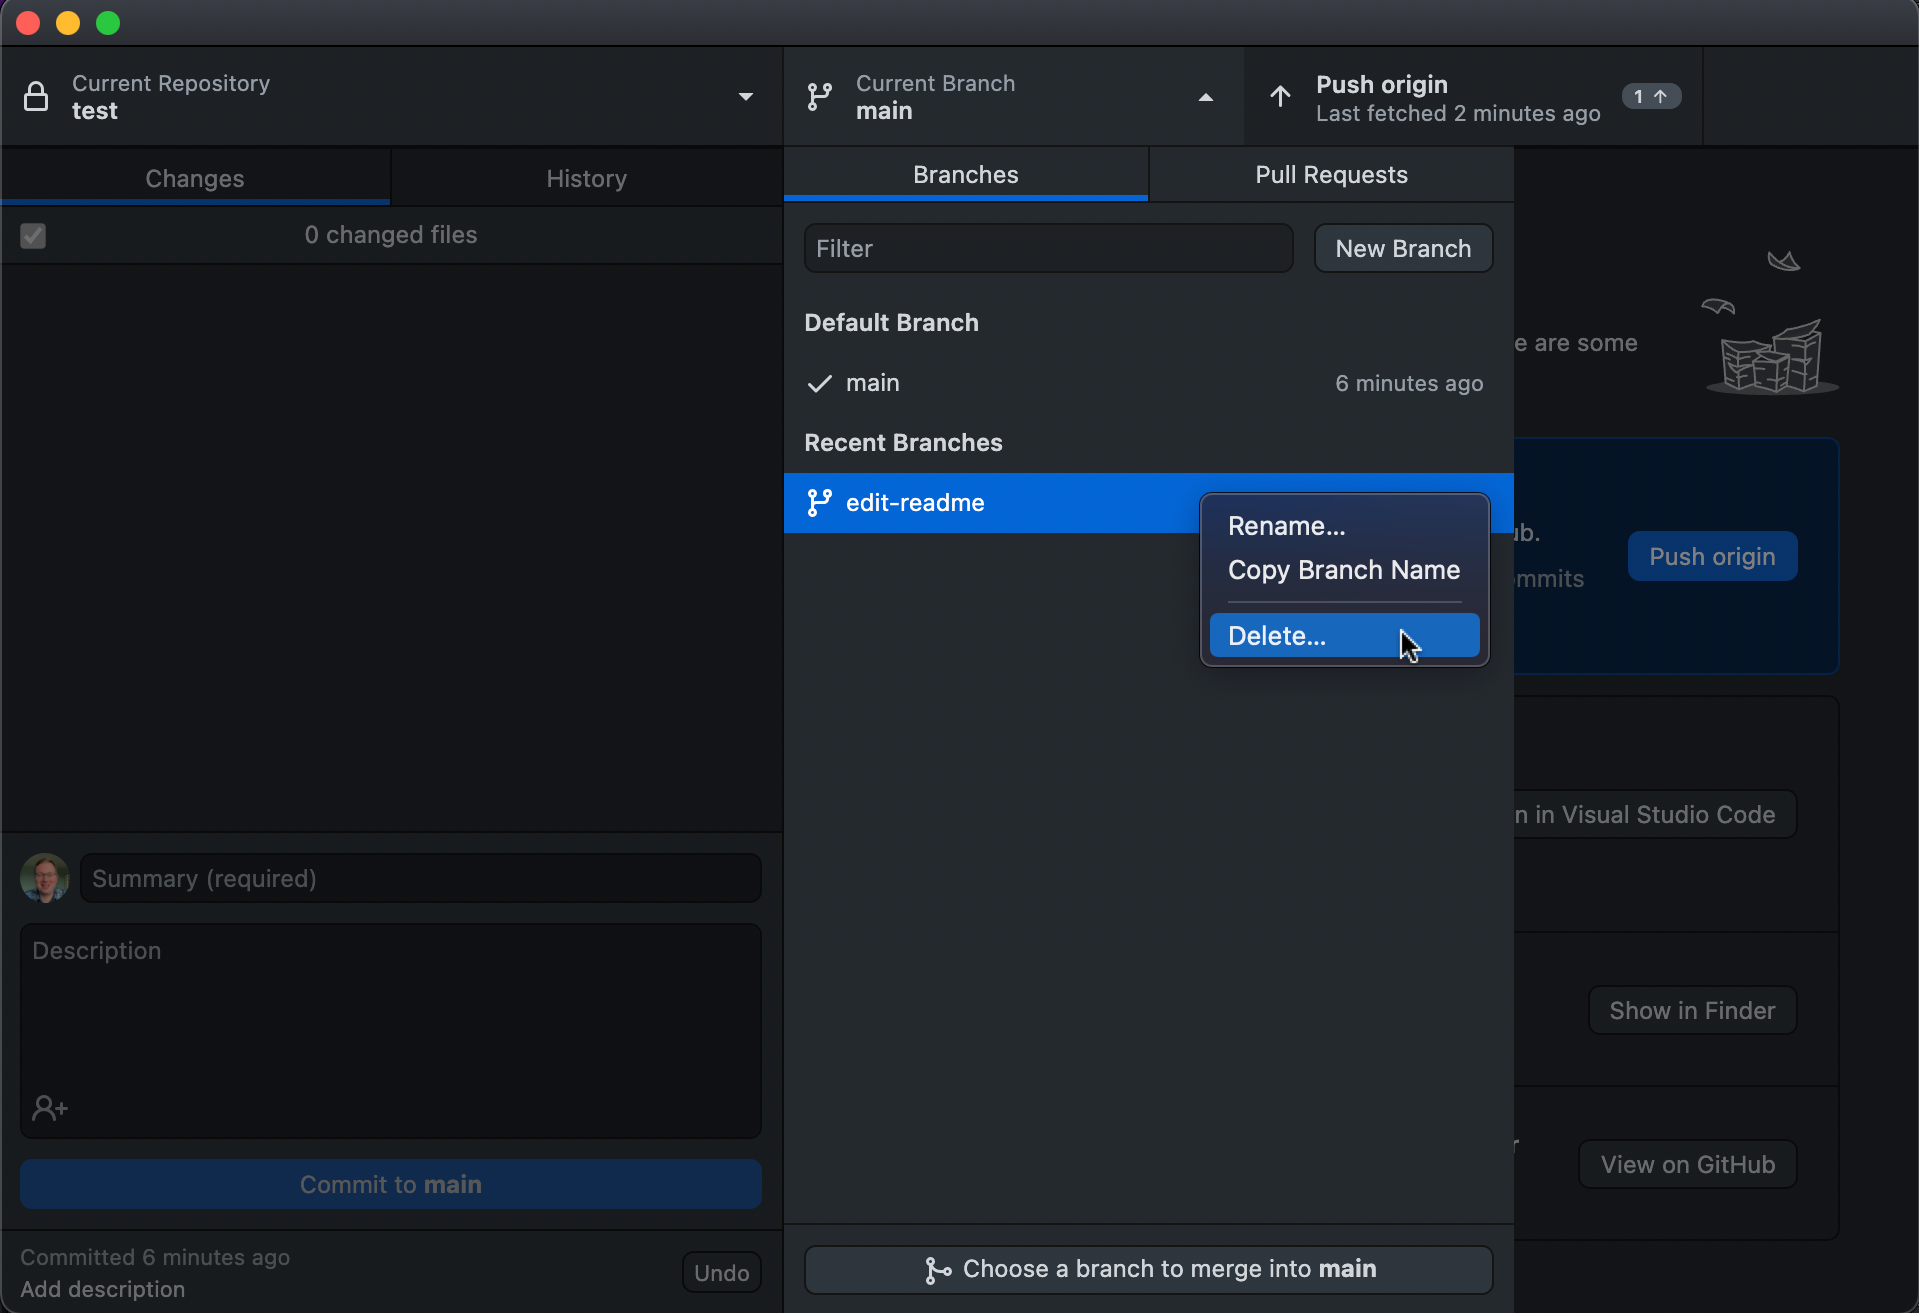 Current Repository
test
Current Branch
main
Push origin
Last fetched 2 minutes ago
1
Changes
History
Branches
Pull Requests
0 changed files
Filter
New Branch
Default Branch
main
6 minutes ago
Recent Branches
edit-readme
Rename...
Copy Branch Name
Delete...
e are some
ub.
mmits
Push origin
n in Visual Studio Code
Show in Finder
r
View on GitHub
Summary (required)
Description
Commit to main
Committed 6 minutes ago
Add description
Undo
Choose a branch to merge into main